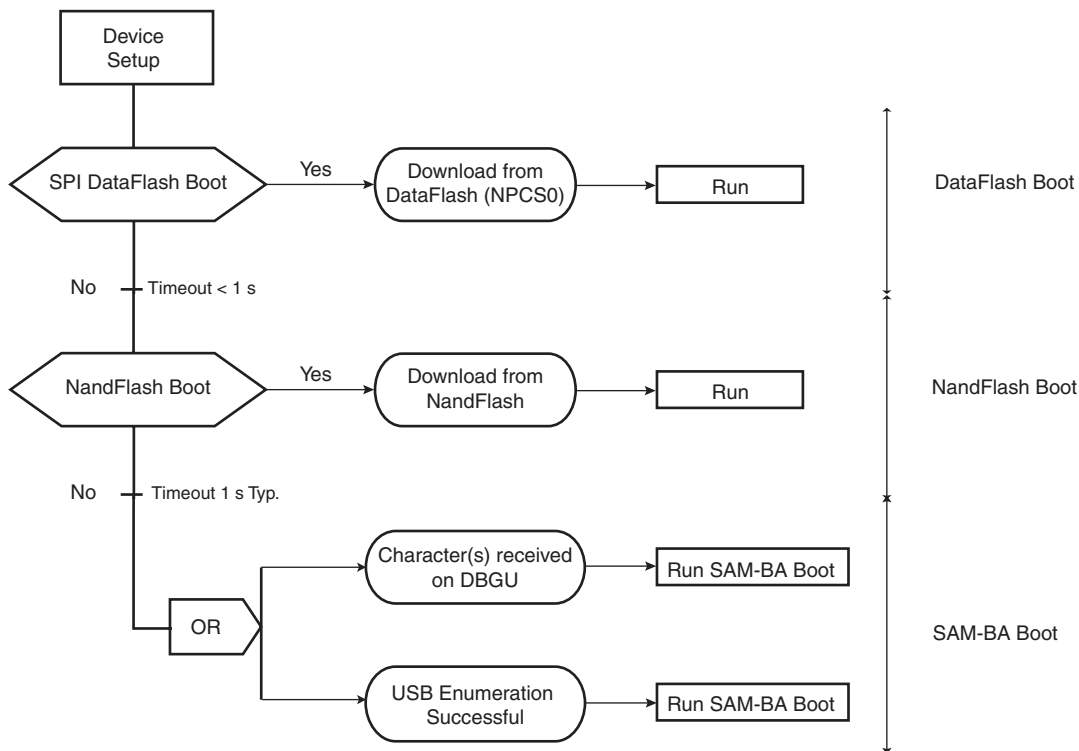 Device
Setup
SPI DataFlash Boot
Yes
Download from
DataFlash (NPCS0)
Run
DataFlash Boot
No
Timeout < 1 s
NandFlash Boot
Yes
Download from
NandFlash
Run
NandFlash Boot
No
Timeout 1 s Typ.
Character(s) received
on DBGU
Run SAM-BA Boot
OR
SAM-BA Boot
USB Enumeration
Successful
Run SAM-BA Boot